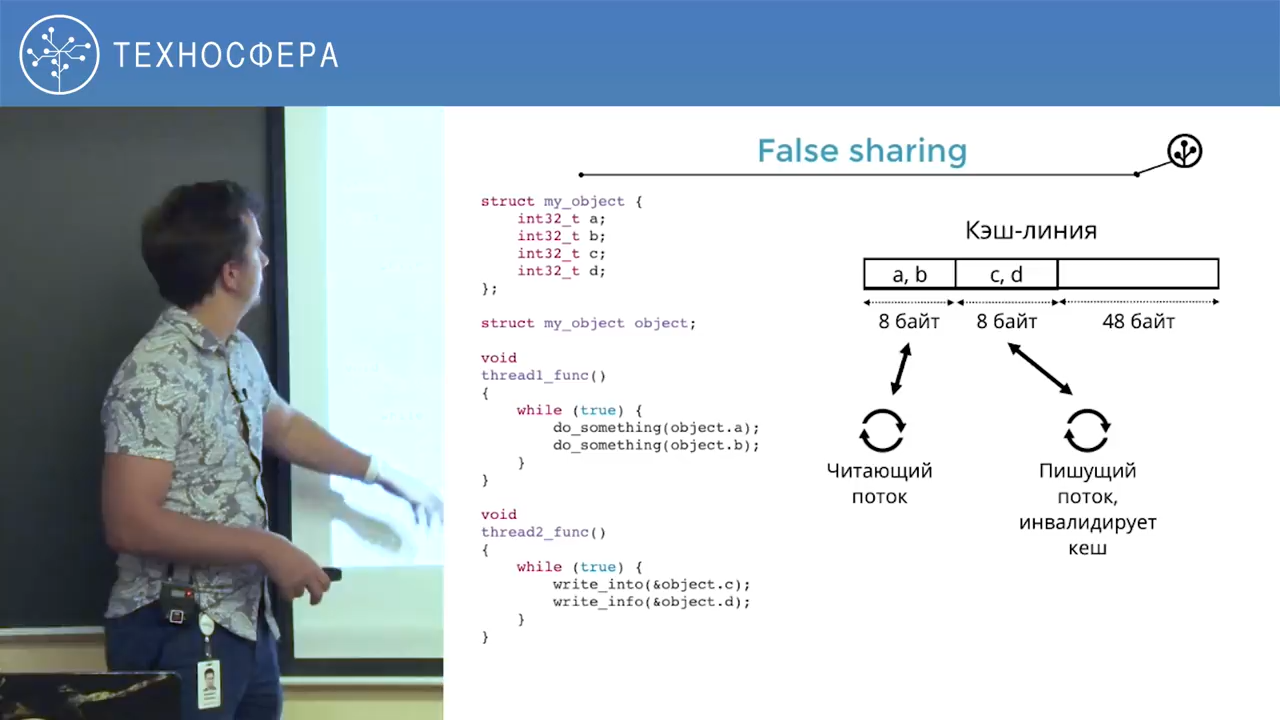 ТЕХНОСФЕРА
False sharing
struct my_object {
    int32_t a;
    int32_t b;
    int32_t c;
    int32_t d;
};
struct my_object object;
void
thread1_func()
{
    while (true) {
        do_something(object.a);
        do_something(object.b);
    }
}
void
thread2_func()
{
    while (true) {
        write_into(&object.c);
        write_info(&object.d);
    }
}
Кэш-линия
a, b c, d
8 байт 8 байт 48 байт
Читающий
поток
Пишущий
поток,
инвалидирует
кеш